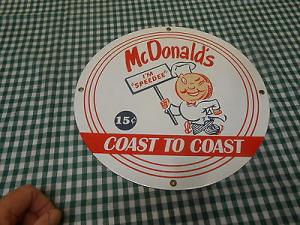 McDonald's
I'M
"SPEEDEE"
15¢
COAST TO COAST